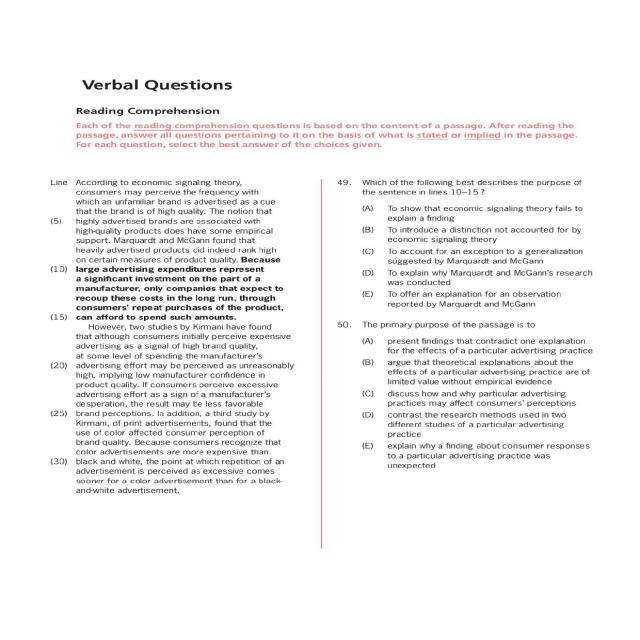 Verbal Questions
Reading Comprehension
Each of the reading comprehension questions is based on the content of a passage. After reading the
passage, answer all questions pertaining to it on the basis of what is stated or implied in the passage.
For each question, select the best answer of the choices given.
Line According to economic signaling theory,
consumers may perceive the frequency with
which an unfamiliar brand is advertised as a cue
that the brand is of high quality. The notion that
(5) highly advertised brands are associated with
high-quality products does have some empirical
support. Marquardt and McGann found that
heavily advertised products did indeed rank high
on certain measures of product quality. Because
(10) large advertising expenditures represent
a significant investment on the part of a
manufacturer, only companies that expect to
recoup these costs in the long run, through
consumers' repeat purchases of the product,
(15) can afford to spend such amounts.
However, two studies by Kirmani have found
that although consumers initially perceive expensive
advertising as a signal of high brand quality,
at some level of spending the manufacturer's
(20) advertising effort may be perceived as unreasonably
high, implying low manufacturer confidence in
product quality. If consumers perceive excessive
advertising effort as a sign of a manufacturer's
desperation, the result may be less favorable
(25) brand perceptions. In addition, a third study by
Kirmani, of print advertisements, found that the
use of color affected consumer perception of
brand quality. Because consumers recognize that
color advertisements are more expensive than
(30) black and white, the point at which repetition of an
advertisement is perceived as excessive comes
sooner for a color advertisement than for a black-
and-white advertisement.
49. Which of the following best describes the purpose of
the sentence in lines 10–15 ?
(A) To show that economic signaling theory fails to
explain a finding
(B) To introduce a distinction not accounted for by
economic signaling theory
(C) To account for an exception to a generalization
suggested by Marquardt and McGann
(D) To explain why Marquardt and McGann's research
was conducted
(E) To offer an explanation for an observation
reported by Marquardt and McGann
50. The primary purpose of the passage is to
(A) present findings that contradict one explanation
for the effects of a particular advertising practice
(B) argue that theoretical explanations about the
effects of a particular advertising practice are of
limited value without empirical evidence
(C) discuss how and why particular advertising
practices may affect consumers' perceptions
(D) contrast the research methods used in two
different studies of a particular advertising
practice
(E) explain why a finding about consumer responses
to a particular advertising practice was
unexpected